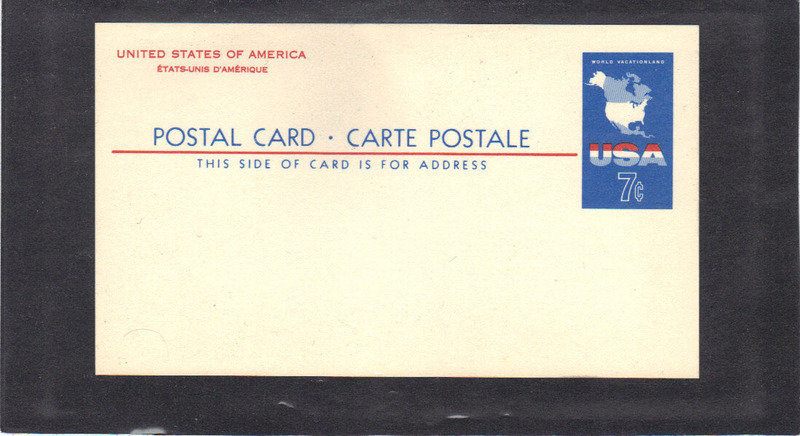 UNITED STATES OF AMERICA
ÉTATS-UNIS D'AMÉRIQUE
WORLD VACATIONLAND
POSTAL CARD · CARTE POSTALE
THIS SIDE OF CARD IS FOR ADDRESS
USA
7¢